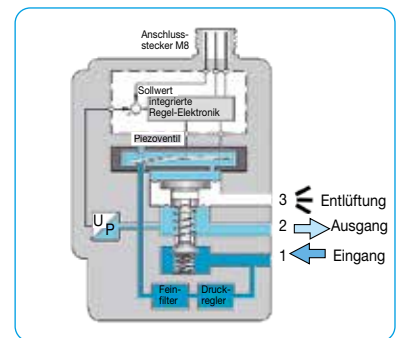 Anschluss-
stecker M8
Sollwert
integrierte
Regel-Elektronik
Piezoventil
3 Entlüftung
U
P
2 Ausgang
1 Eingang
Fein-
filter
Druck-
regler